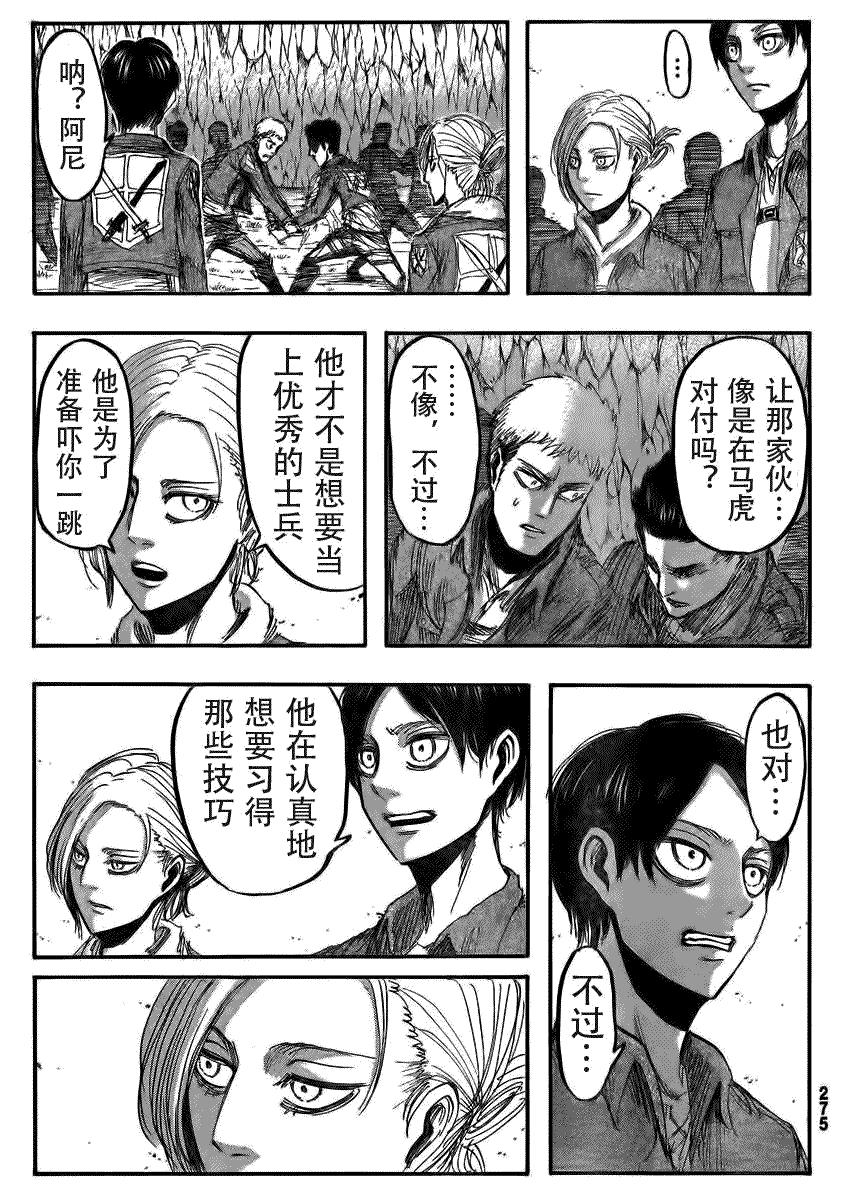 …
呐？阿尼
让那家伙…
像是在马虎
对付吗？
……
不像，不过…
他才不是想要当
上优秀的士兵
他是为了
准备吓你一跳
也对…
不过…
他在认真地
想要习得
那些技巧
275